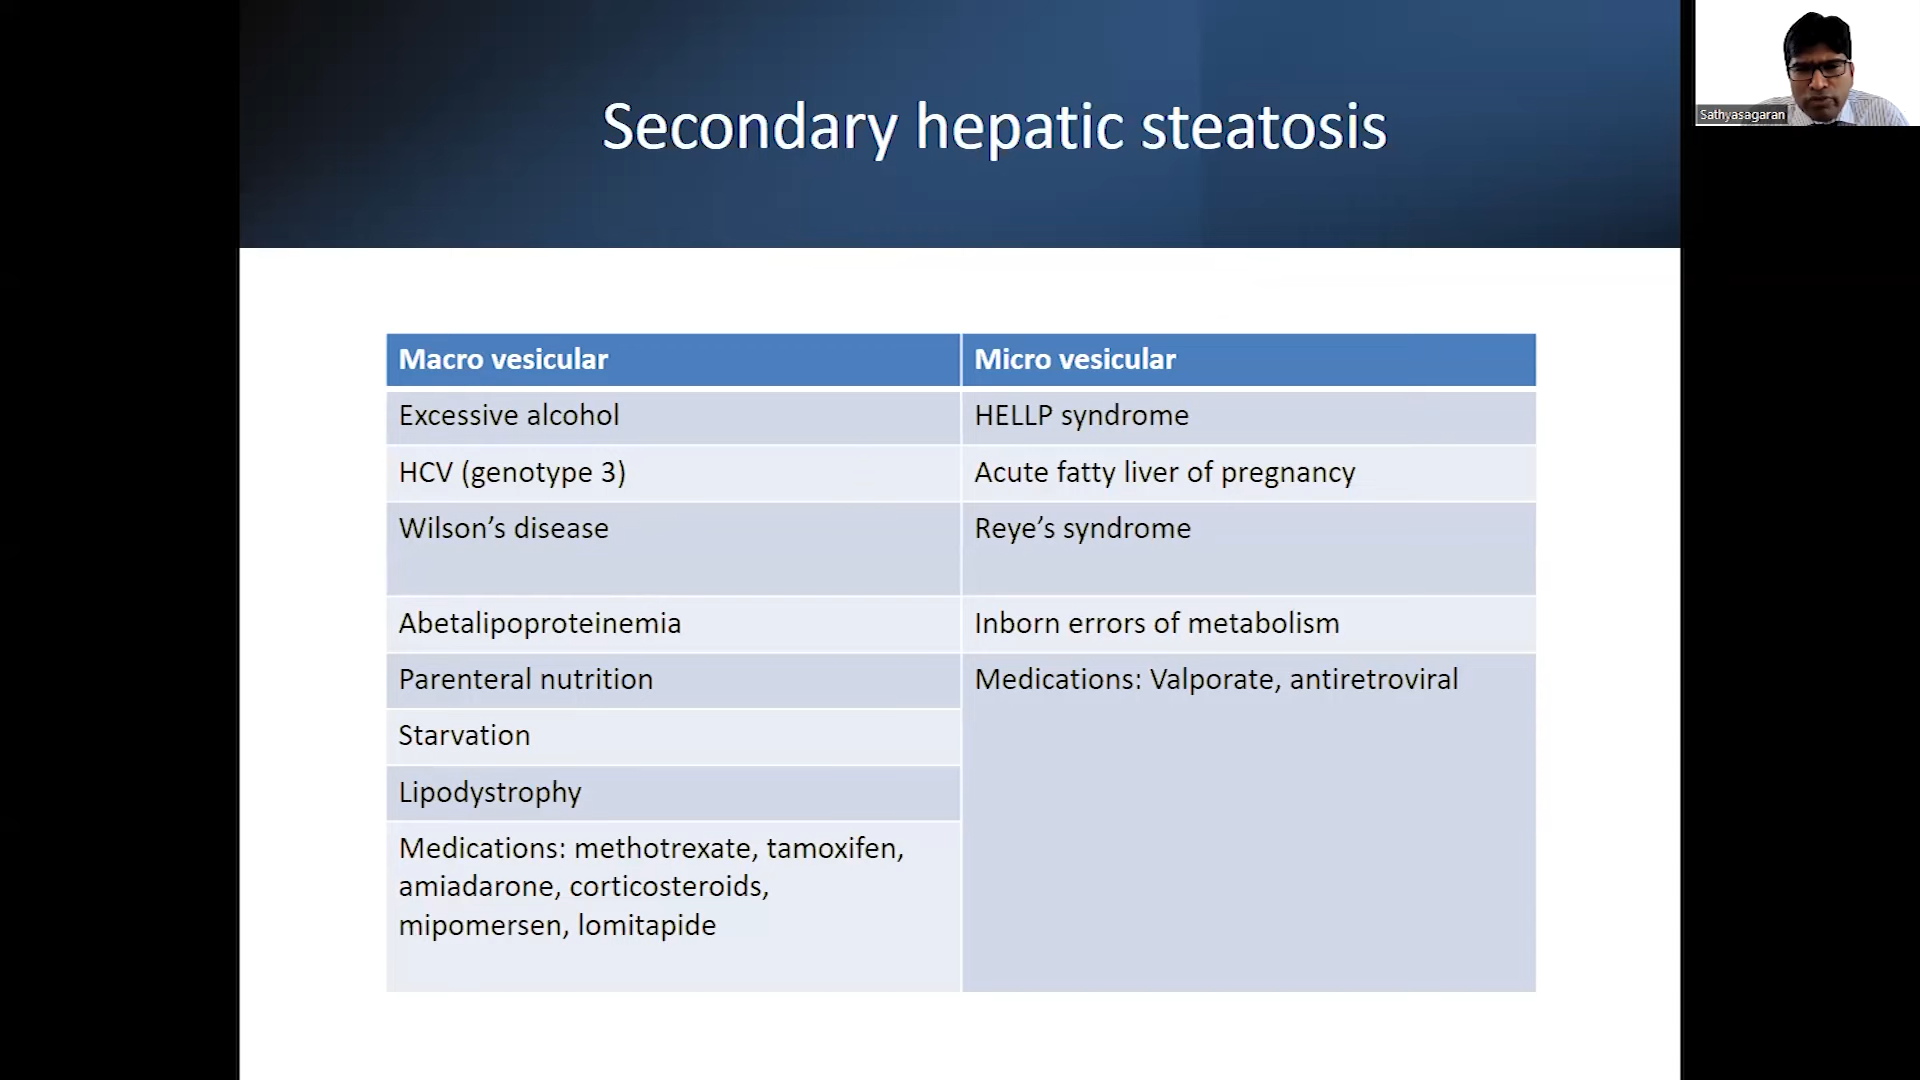 Secondary hepatic steatosis
Sathyasagaran
Macro vesicular
Micro vesicular
Excessive alcohol
HELLP syndrome
HCV (genotype 3)
Acute fatty liver of pregnancy
Wilson’s disease
Reye’s syndrome
Abetalipoproteinemia
Inborn errors of metabolism
Parenteral nutrition
Medications: Valporate, antiretroviral
Starvation
Lipodystrophy
Medications: methotrexate, tamoxifen,
amiadarone, corticosteroids,
mipomersen, lomitapide